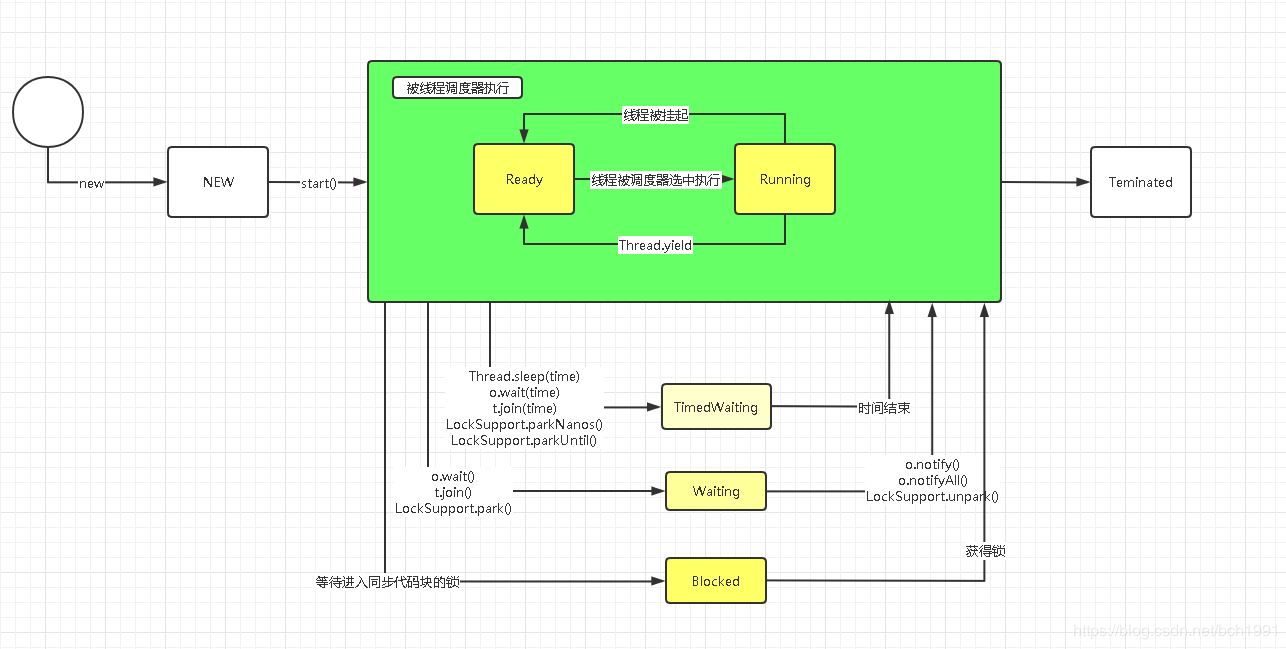 被线程调度器执行
线程被挂起
new
NEW
start()
Ready
线程被调度器选中执行
Running
Teminated
Thread.yield
Thread.sleep(time)
o.wait(time)
t.join(time)
LockSupport.parkNanos()
LockSupport.parkUntil()
TimedWaiting
时间结束
o.wait()
t.join()
LockSupport.park()
Waiting
o.notify()
o.notifyAll()
LockSupport.unpark()
获得锁
等待进入同步代码块的锁
Blocked
https://blog.csdn.net/bch1991